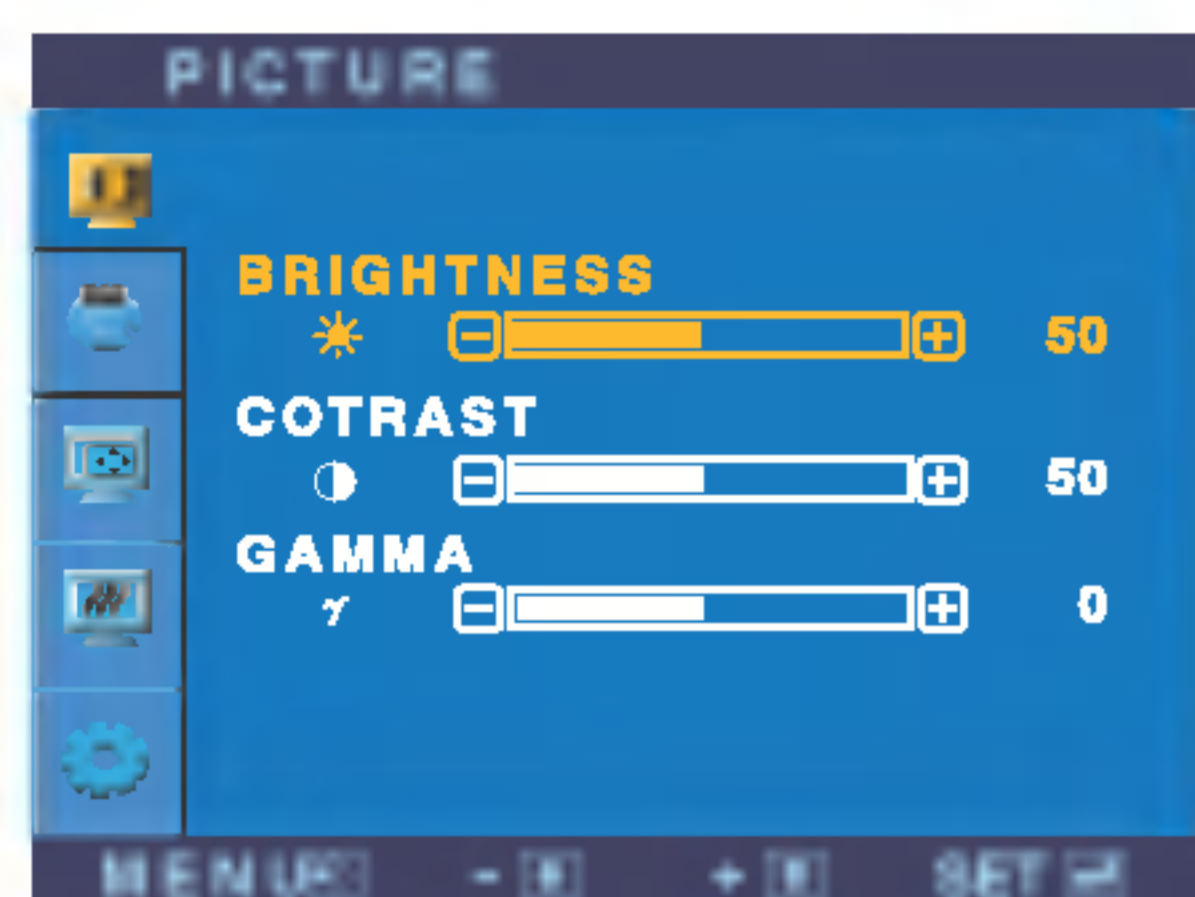 PICTURE
BRIGHTNESS
50
COTRAST
50
GAMMA
γ 0
MENU - + SET